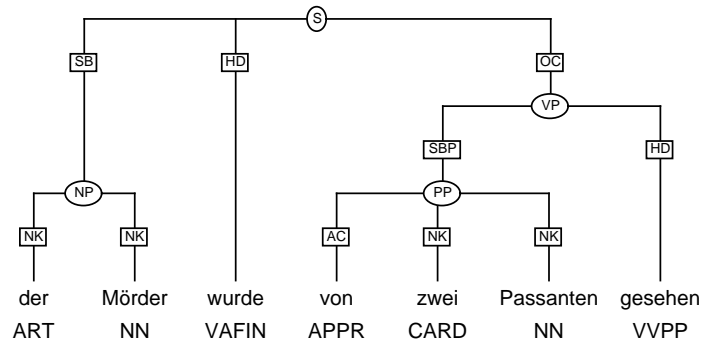 S
SB HD OC
VP
SBP HD
NP PP
NK NK AC NK NK
der Mörder wurde von zwei Passanten gesehen
ART NN VAFIN APPR CARD NN VVPP